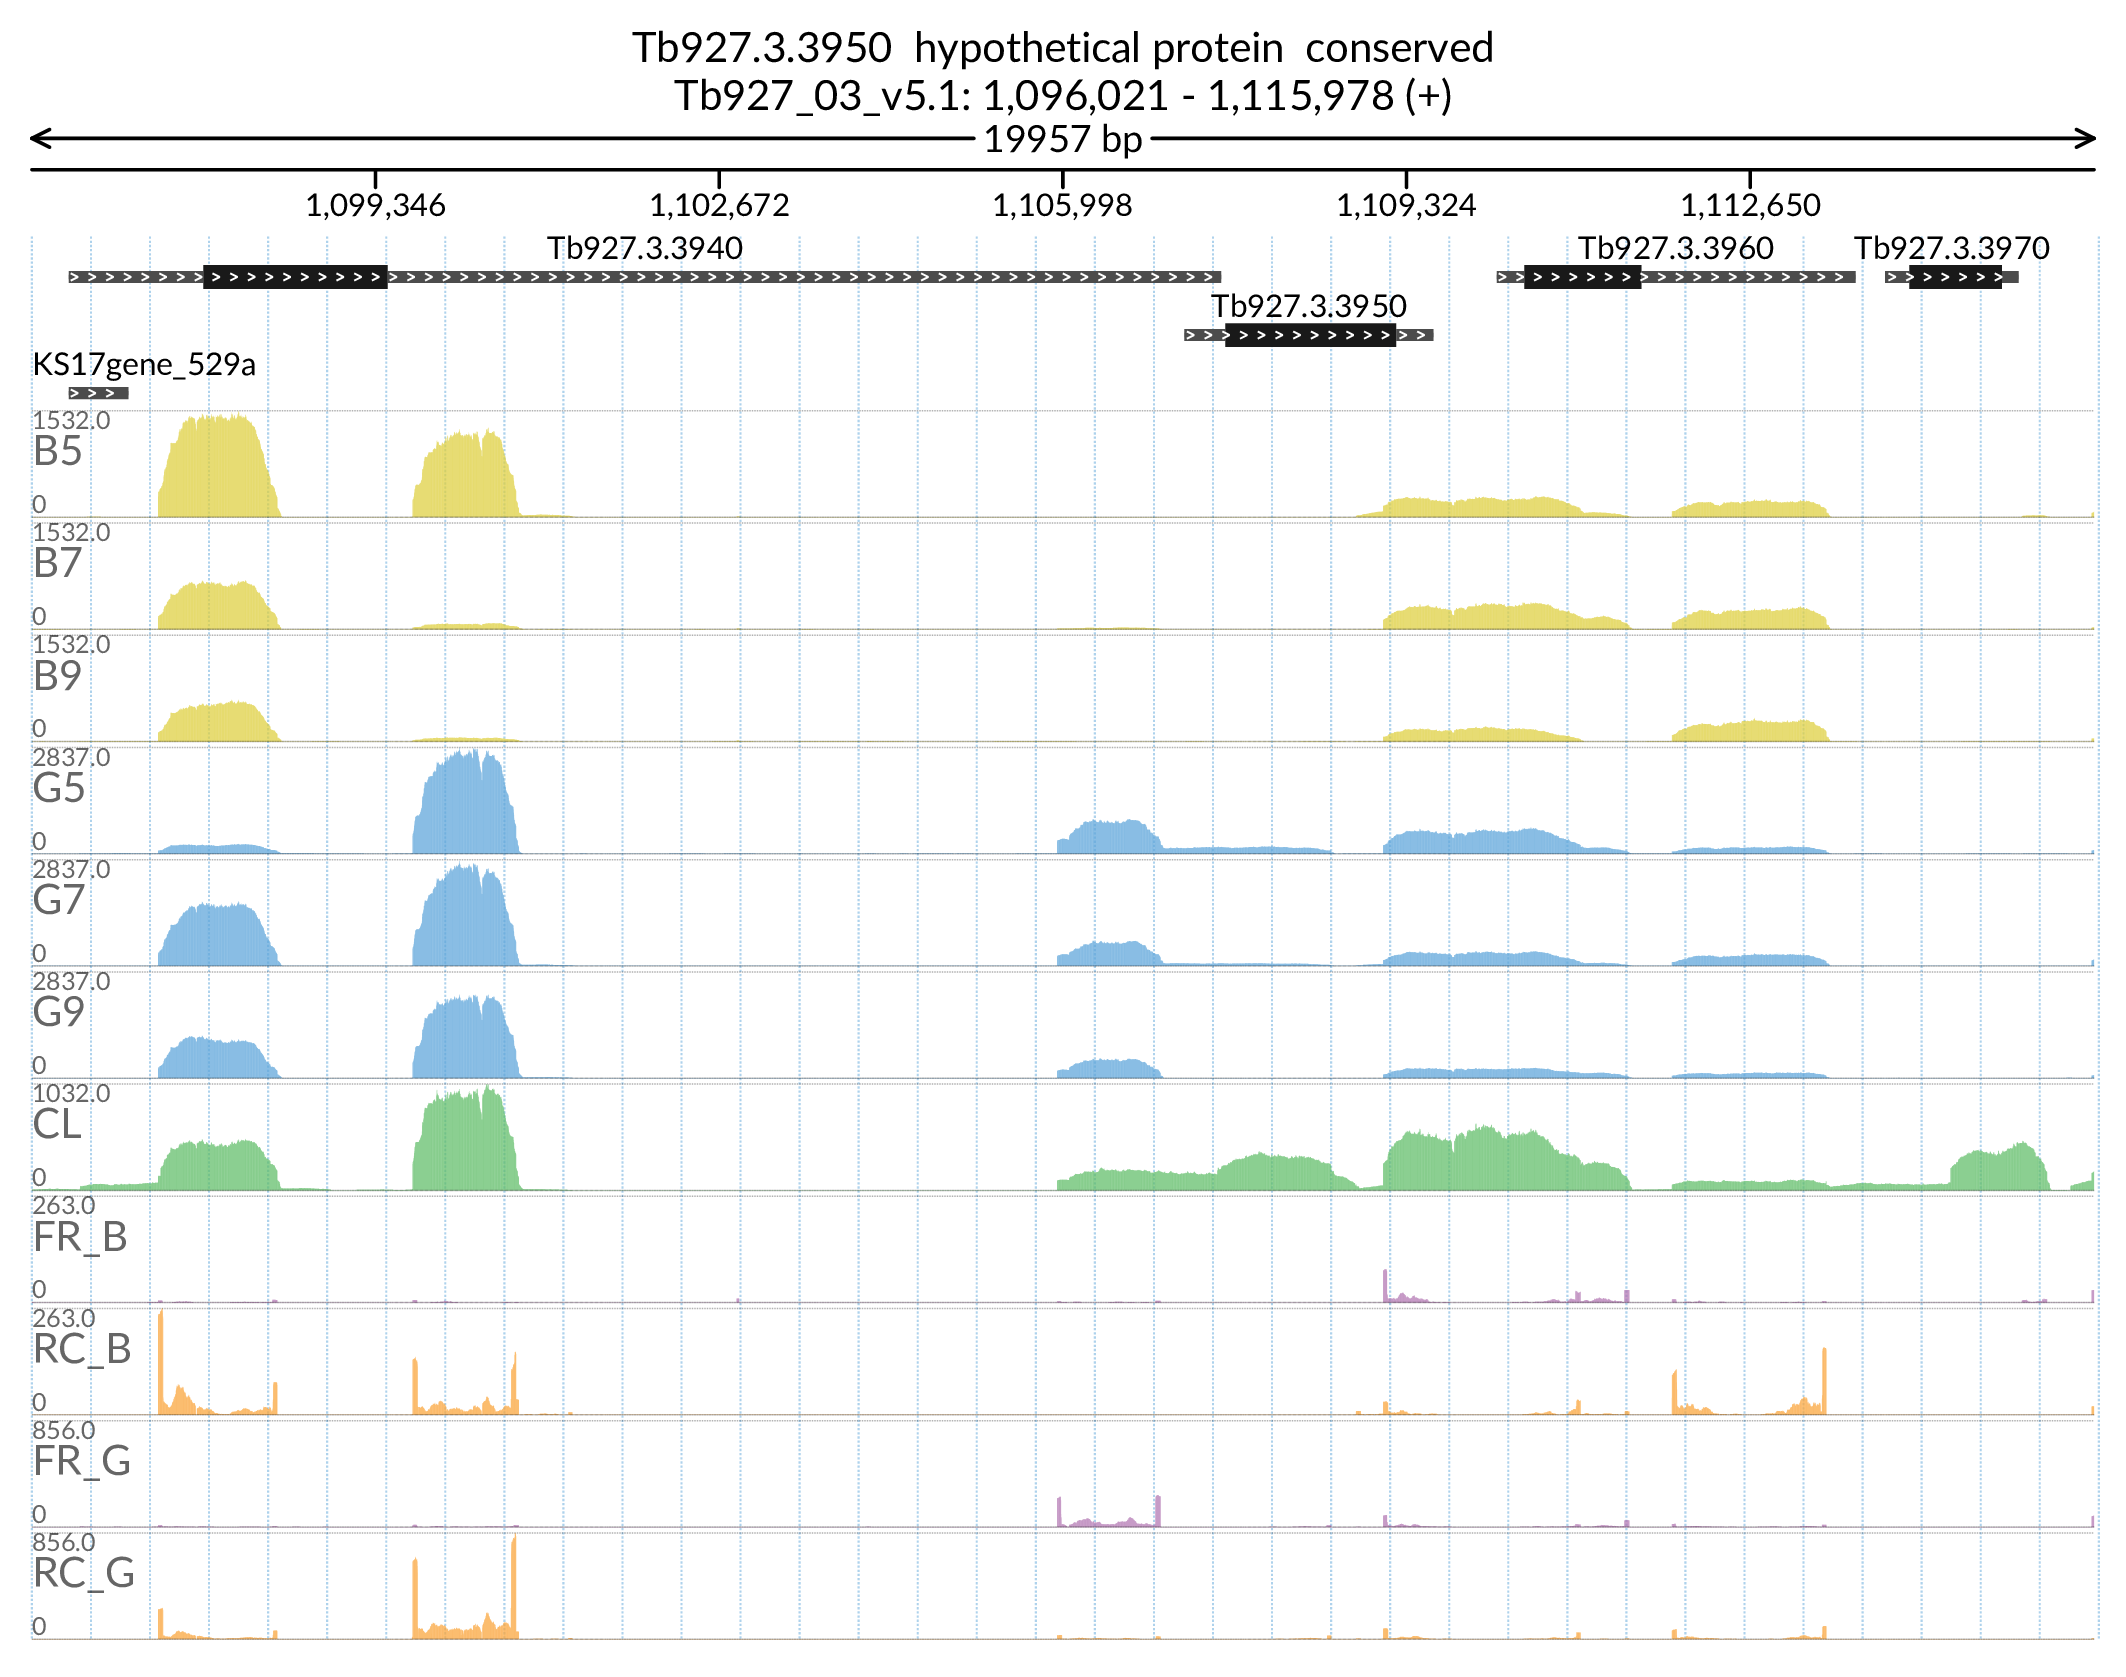 Tb927.3.3950  hypothetical protein  conserved
Tb927_03_v5.1: 1,096,021 - 1,115,978 (+)
19957 bp
1,099,346 1,102,672 1,105,998 1,109,324 1,112,650
Tb927.3.3940 Tb927.3.3960 Tb927.3.3970
Tb927.3.3950
KS17gene_529a
1532.0
B5
0
1532.0
B7
0
1532.0
B9
0
2837.0
G5
0
2837.0
G7
0
2837.0
G9
0
1032.0
CL
0
263.0
FR_B
0
263.0
RC_B
0
856.0
FR_G
0
856.0
RC_G
0